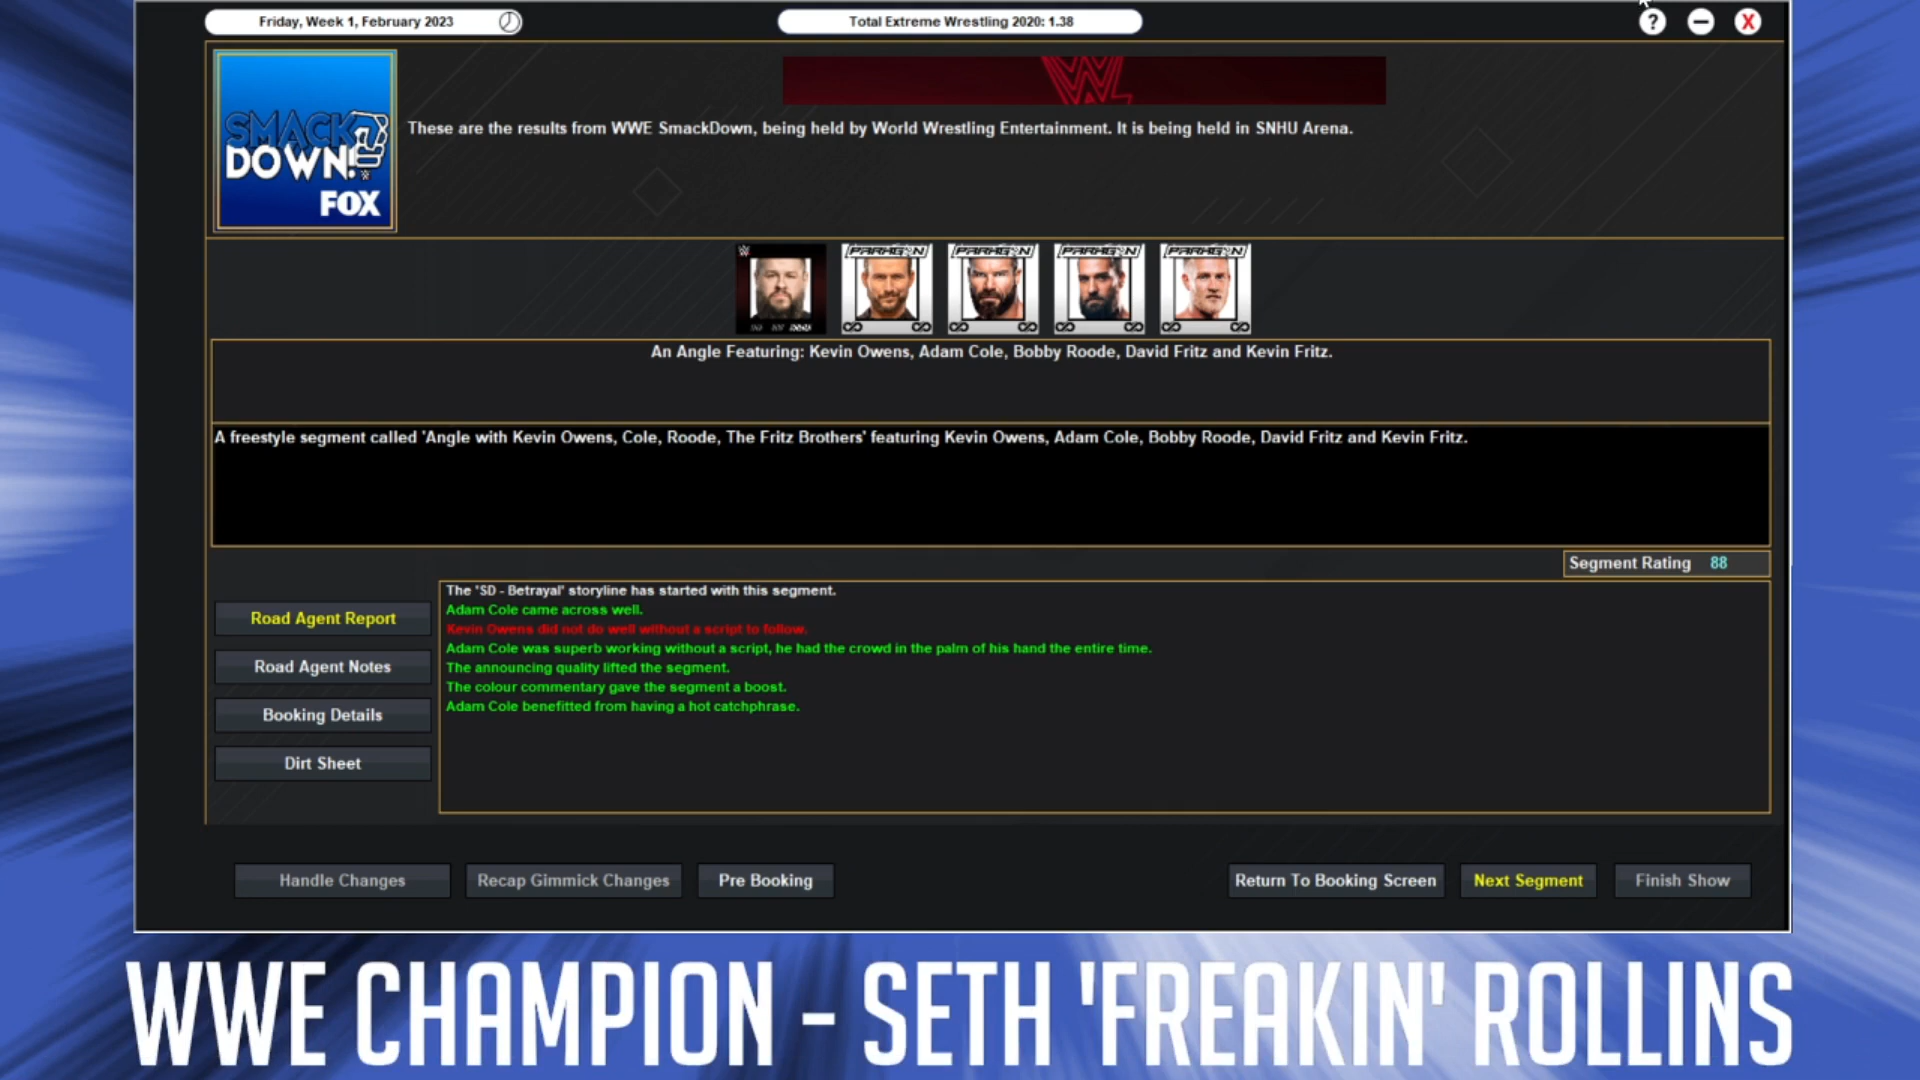 Friday, Week 1, February 2023
Total Extreme Wrestling 2020: 1.38
?
X
SMACK
DOWN!
FOX
These are the results from WWE SmackDown, being held by World Wrestling Entertainment. It is being held in SNHU Arena.
PARAGON PARAGON PARAGON PARAGON
An Angle Featuring: Kevin Owens, Adam Cole, Bobby Roode, David Fritz and Kevin Fritz.
A freestyle segment called 'Angle with Kevin Owens, Cole, Roode, The Fritz Brothers' featuring Kevin Owens, Adam Cole, Bobby Roode, David Fritz and Kevin Fritz.
Segment Rating 88
Road Agent Report
Road Agent Notes
Booking Details
Dirt Sheet
The 'SD - Betrayal' storyline has started with this segment.
Adam Cole came across well.
Kevin Owens did not do well without a script to follow.
Adam Cole was superb working without a script, he had the crowd in the palm of his hand the entire time.
The announcing quality lifted the segment.
The colour commentary gave the segment a boost.
Adam Cole benefitted from having a hot catchphrase.
Handle Changes
Recap Gimmick Changes
Pre Booking
Return To Booking Screen
Next Segment
Finish Show
WWE CHAMPION - SETH 'FREAKIN' ROLLINS